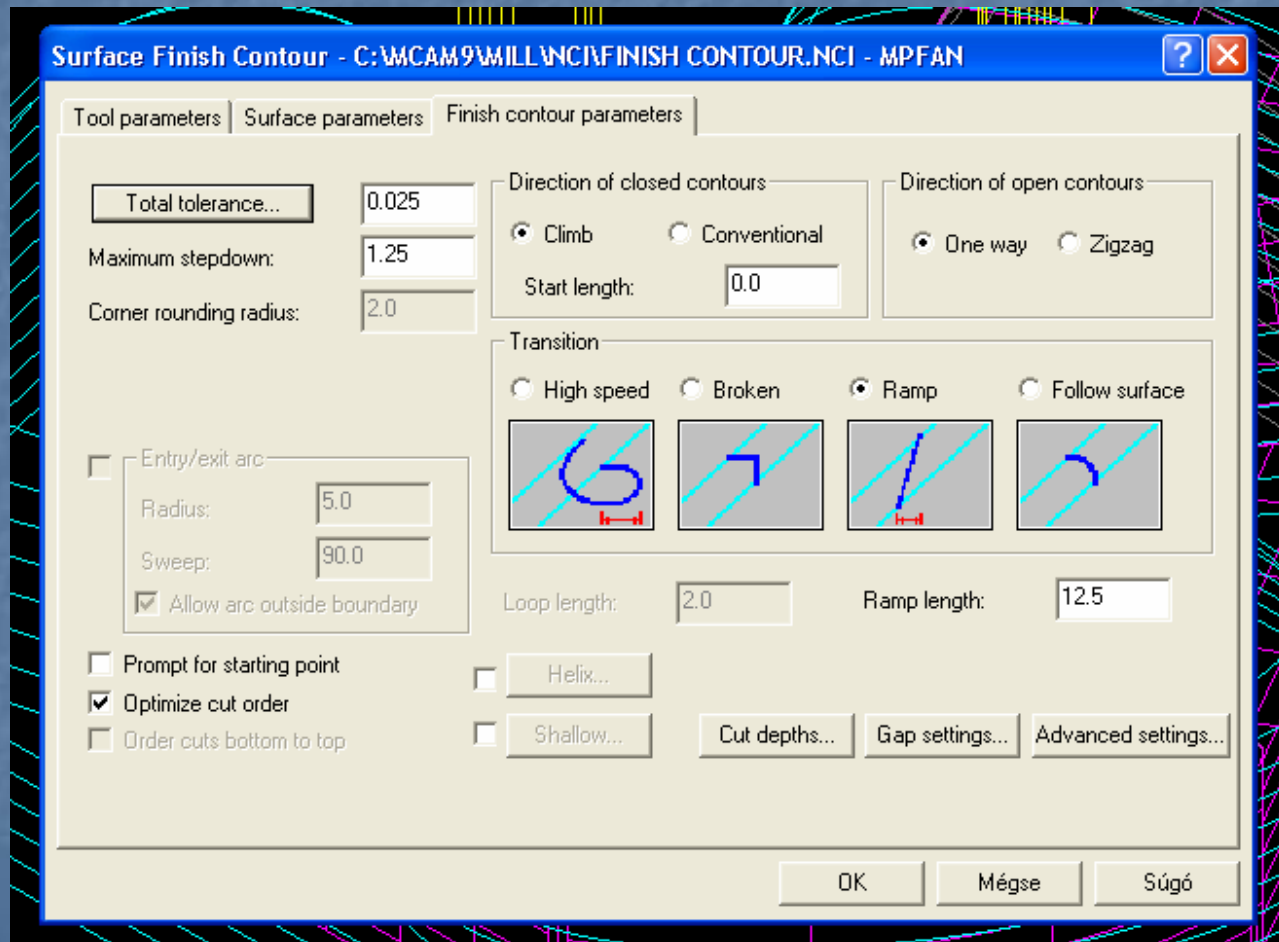 Surface Finish Contour - C:\MCAM9\MILL\NCI\FINISH CONTOUR.NCI - MPFAN
Tool parameters
Surface parameters
Finish contour parameters
Total tolerance...
0.025
Maximum stepdown:
1.25
Corner rounding radius:
2.0
Direction of closed contours
Climb
Conventional
Start length:
0.0
Direction of open contours
One way
Zigzag
Transition
High speed
Broken
Ramp
Follow surface
Entry/exit arc
Radius:
5.0
Sweep:
90.0
Allow arc outside boundary
Loop length:
2.0
Ramp length:
12.5
Prompt for starting point
Optimize cut order
Order cuts bottom to top
Helix...
Shallow...
Cut depths...
Gap settings...
Advanced settings...
OK
Mégse
Súgó